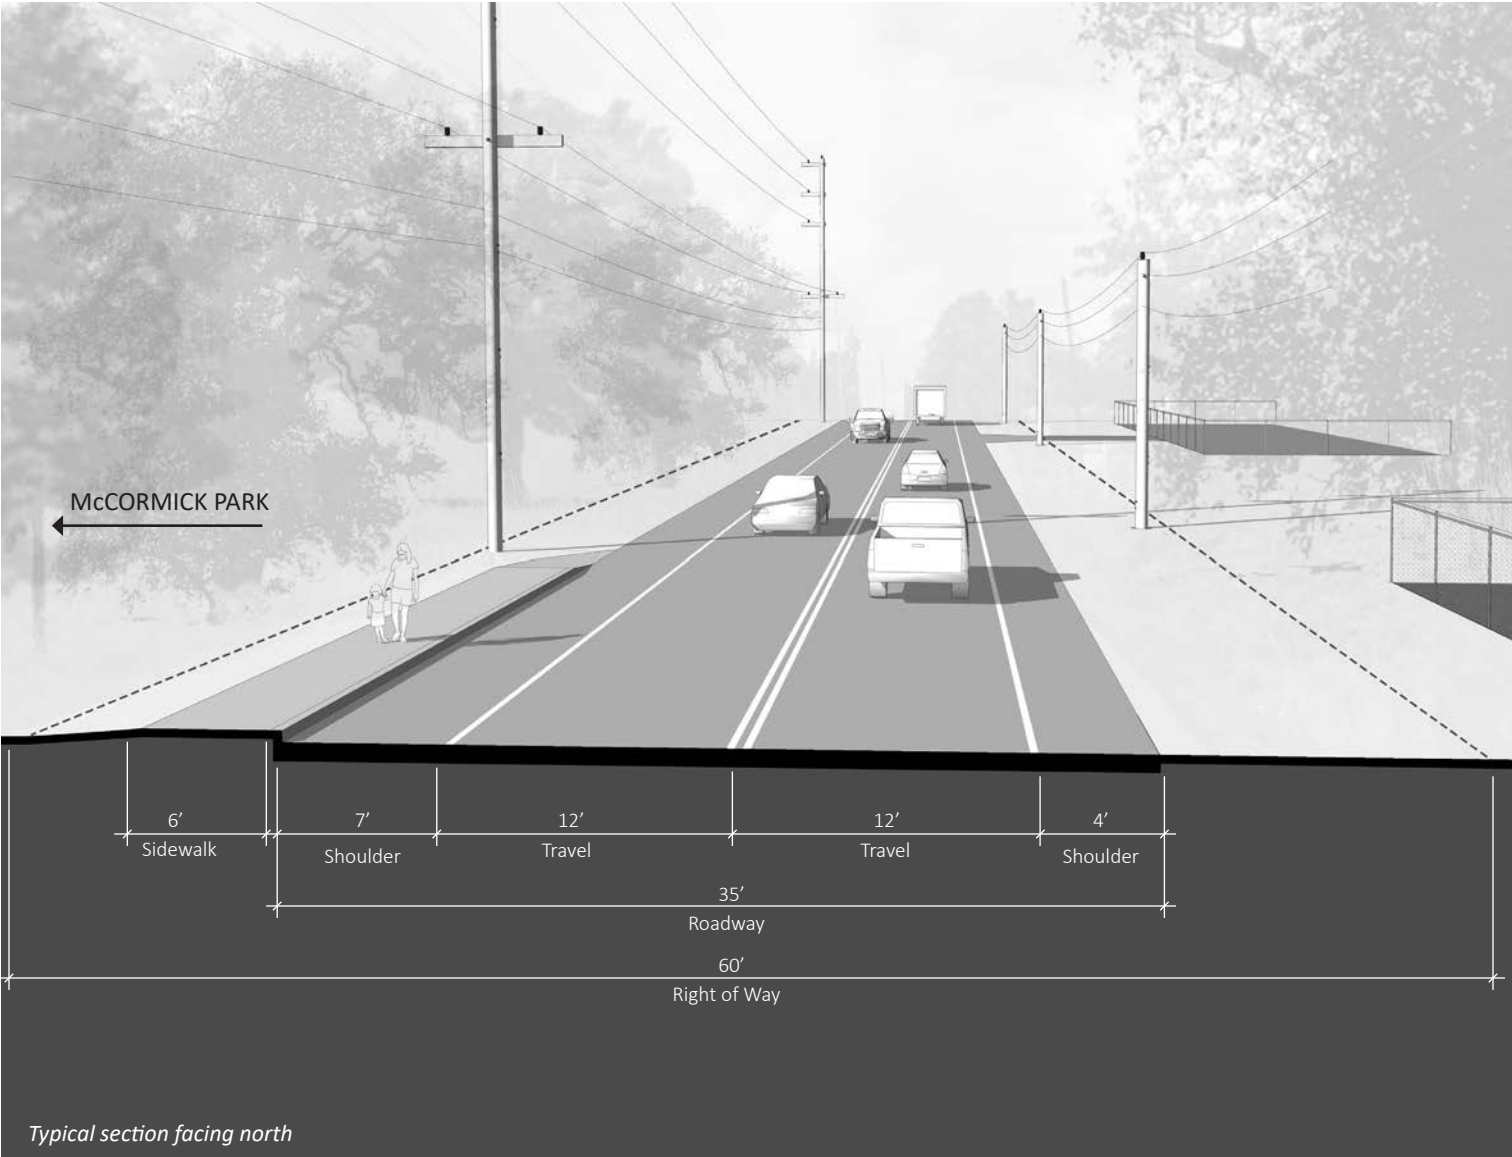 McCORMICK PARK
6’
Sidewalk
7’
Shoulder
12’
Travel
12’
Travel
4’
Shoulder
35’
Roadway
60’
Right of Way
Typical section facing north